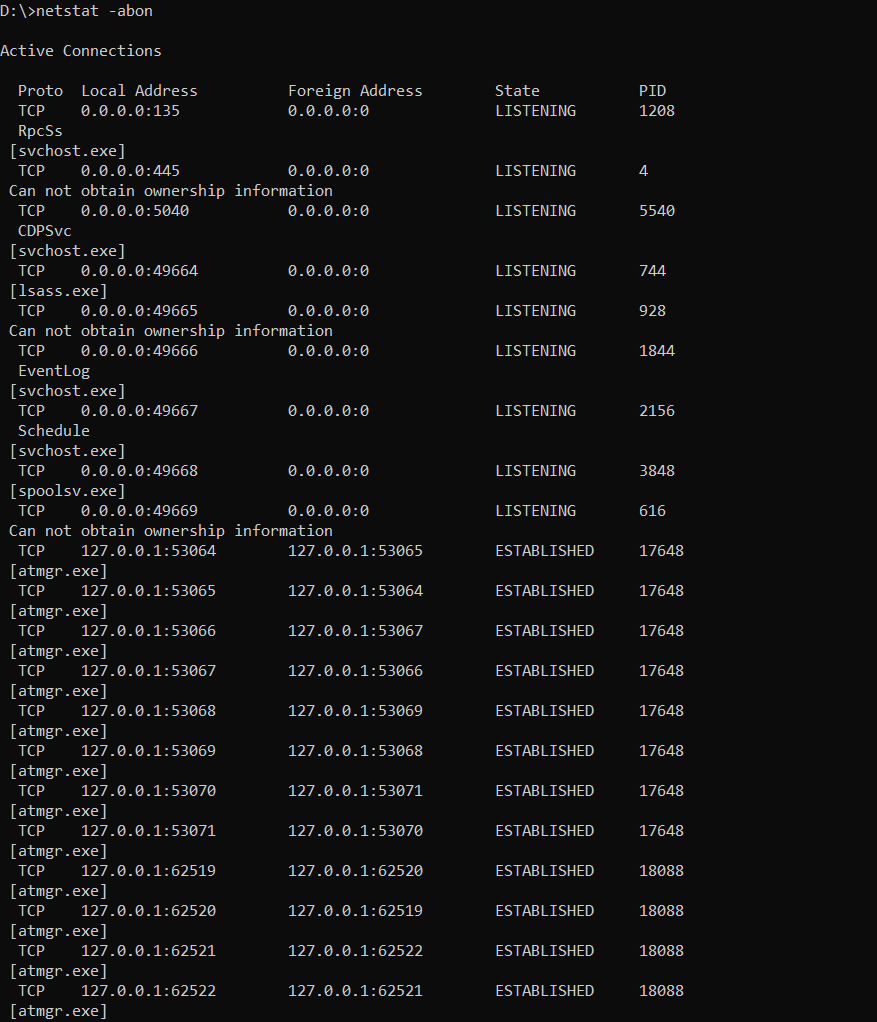 D:\>netstat -abon
Active Connections
Proto Local Address Foreign Address State PID
TCP 0.0.0.0:135 0.0.0.0:0 LISTENING 1208
RpcSs
[svchost.exe]
TCP 0.0.0.0:445 0.0.0.0:0 LISTENING 4
Can not obtain ownership information
TCP 0.0.0.0:5040 0.0.0.0:0 LISTENING 5540
CDPSvc
[svchost.exe]
TCP 0.0.0.0:49664 0.0.0.0:0 LISTENING 744
[lsass.exe]
TCP 0.0.0.0:49665 0.0.0.0:0 LISTENING 928
Can not obtain ownership information
TCP 0.0.0.0:49666 0.0.0.0:0 LISTENING 1844
EventLog
[svchost.exe]
TCP 0.0.0.0:49667 0.0.0.0:0 LISTENING 2156
Schedule
[svchost.exe]
TCP 0.0.0.0:49668 0.0.0.0:0 LISTENING 3848
[spoolsv.exe]
TCP 0.0.0.0:49669 0.0.0.0:0 LISTENING 616
Can not obtain ownership information
TCP 127.0.0.1:53064 127.0.0.1:53065 ESTABLISHED 17648
[atmgr.exe]
TCP 127.0.0.1:53065 127.0.0.1:53064 ESTABLISHED 17648
[atmgr.exe]
TCP 127.0.0.1:53066 127.0.0.1:53067 ESTABLISHED 17648
[atmgr.exe]
TCP 127.0.0.1:53067 127.0.0.1:53066 ESTABLISHED 17648
[atmgr.exe]
TCP 127.0.0.1:53068 127.0.0.1:53069 ESTABLISHED 17648
[atmgr.exe]
TCP 127.0.0.1:53069 127.0.0.1:53068 ESTABLISHED 17648
[atmgr.exe]
TCP 127.0.0.1:53070 127.0.0.1:53071 ESTABLISHED 17648
[atmgr.exe]
TCP 127.0.0.1:53071 127.0.0.1:53070 ESTABLISHED 17648
[atmgr.exe]
TCP 127.0.0.1:62519 127.0.0.1:62520 ESTABLISHED 18088
[atmgr.exe]
TCP 127.0.0.1:62520 127.0.0.1:62519 ESTABLISHED 18088
[atmgr.exe]
TCP 127.0.0.1:62521 127.0.0.1:62522 ESTABLISHED 18088
[atmgr.exe]
TCP 127.0.0.1:62522 127.0.0.1:62521 ESTABLISHED 18088
[atmgr.exe]